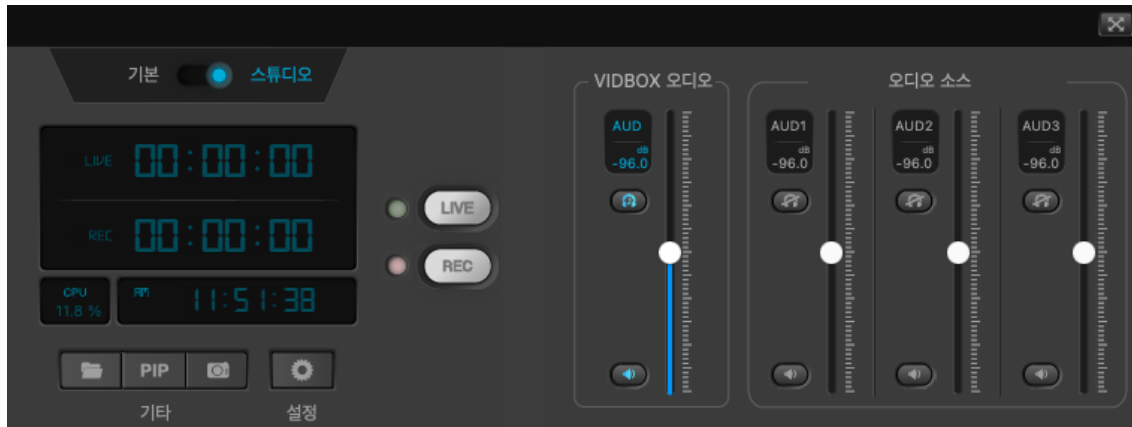 기본 스튜디오
LIVE 00:00:00
REC 00:00:00
CPU
11.8 %
AM 11:51:38
LIVE
REC
PIP
기타 설정
VIDBOX 오디오
AUD
dB
-96.0
오디오 소스
AUD1
dB
-96.0
AUD2
dB
-96.0
AUD3
dB
-96.0